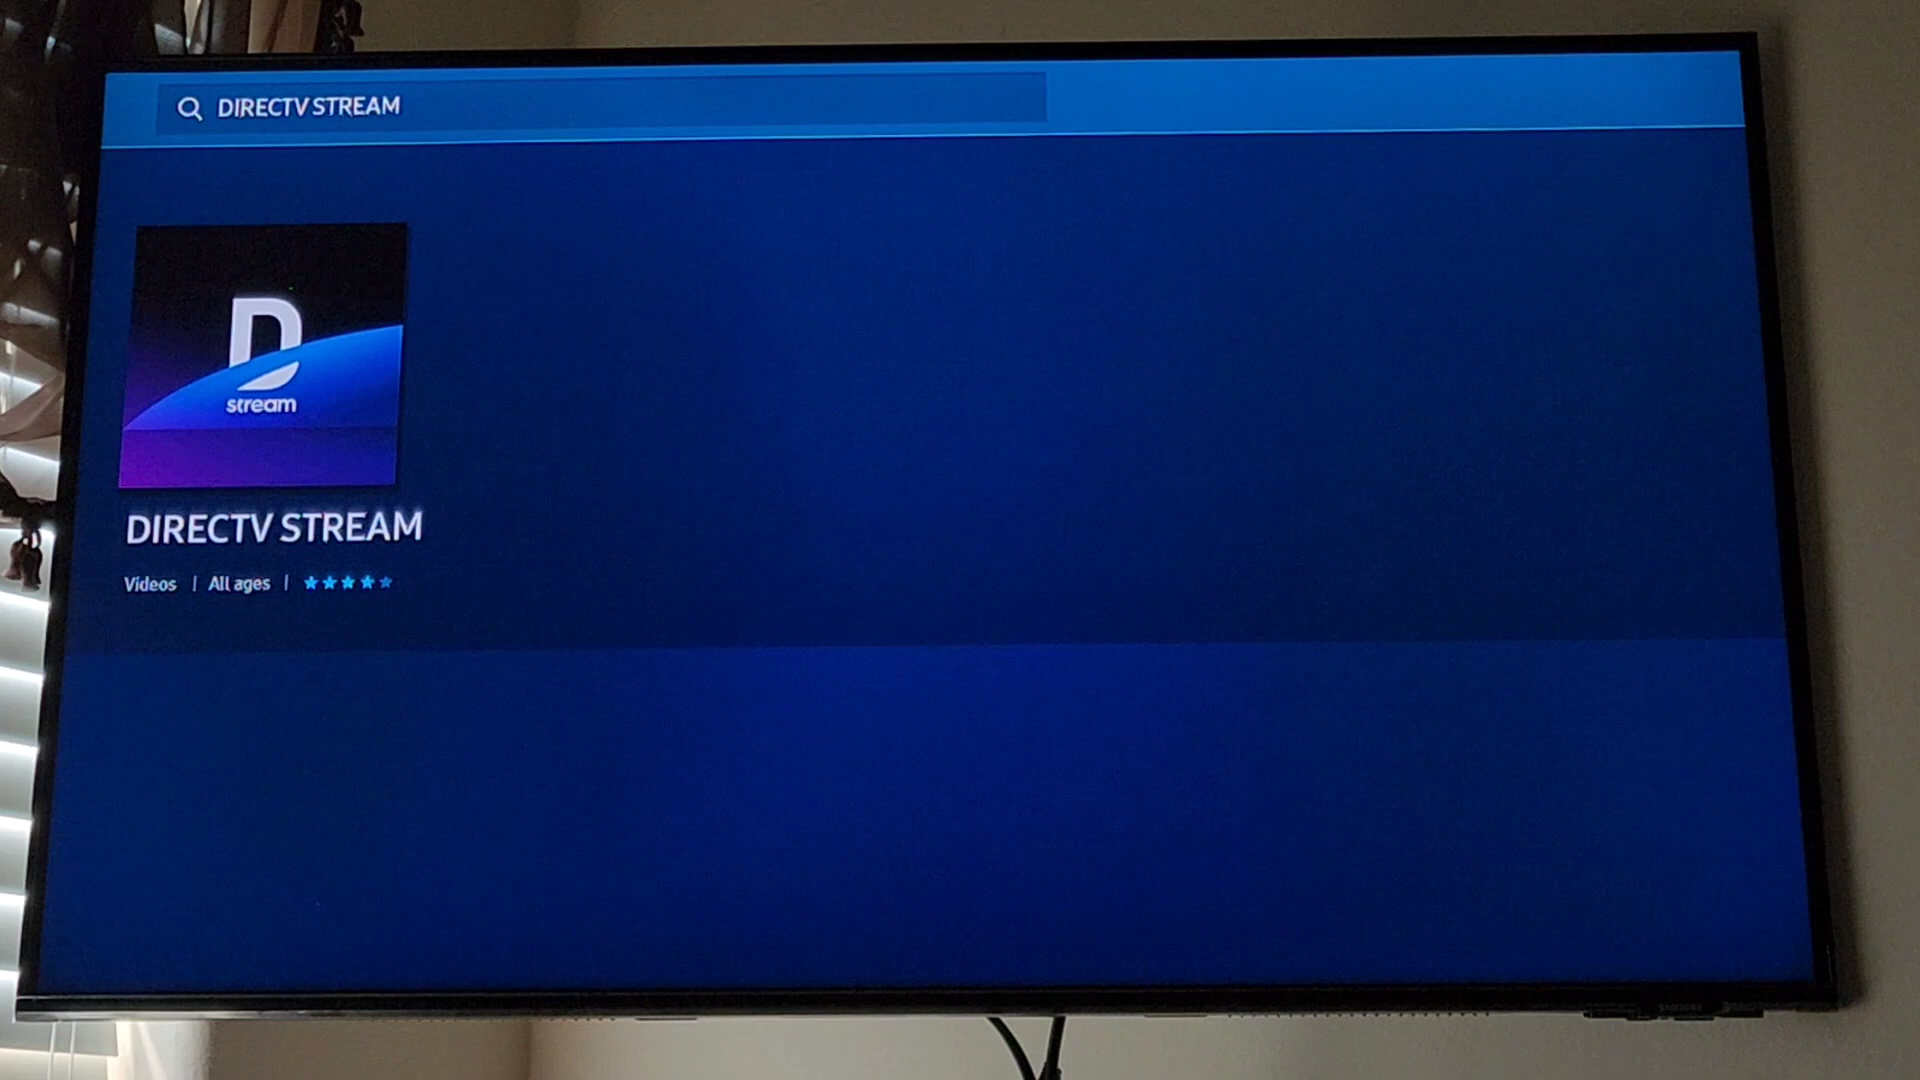 DIRECTV STREAM
D
stream
DIRECTV STREAM
Videos | All ages |